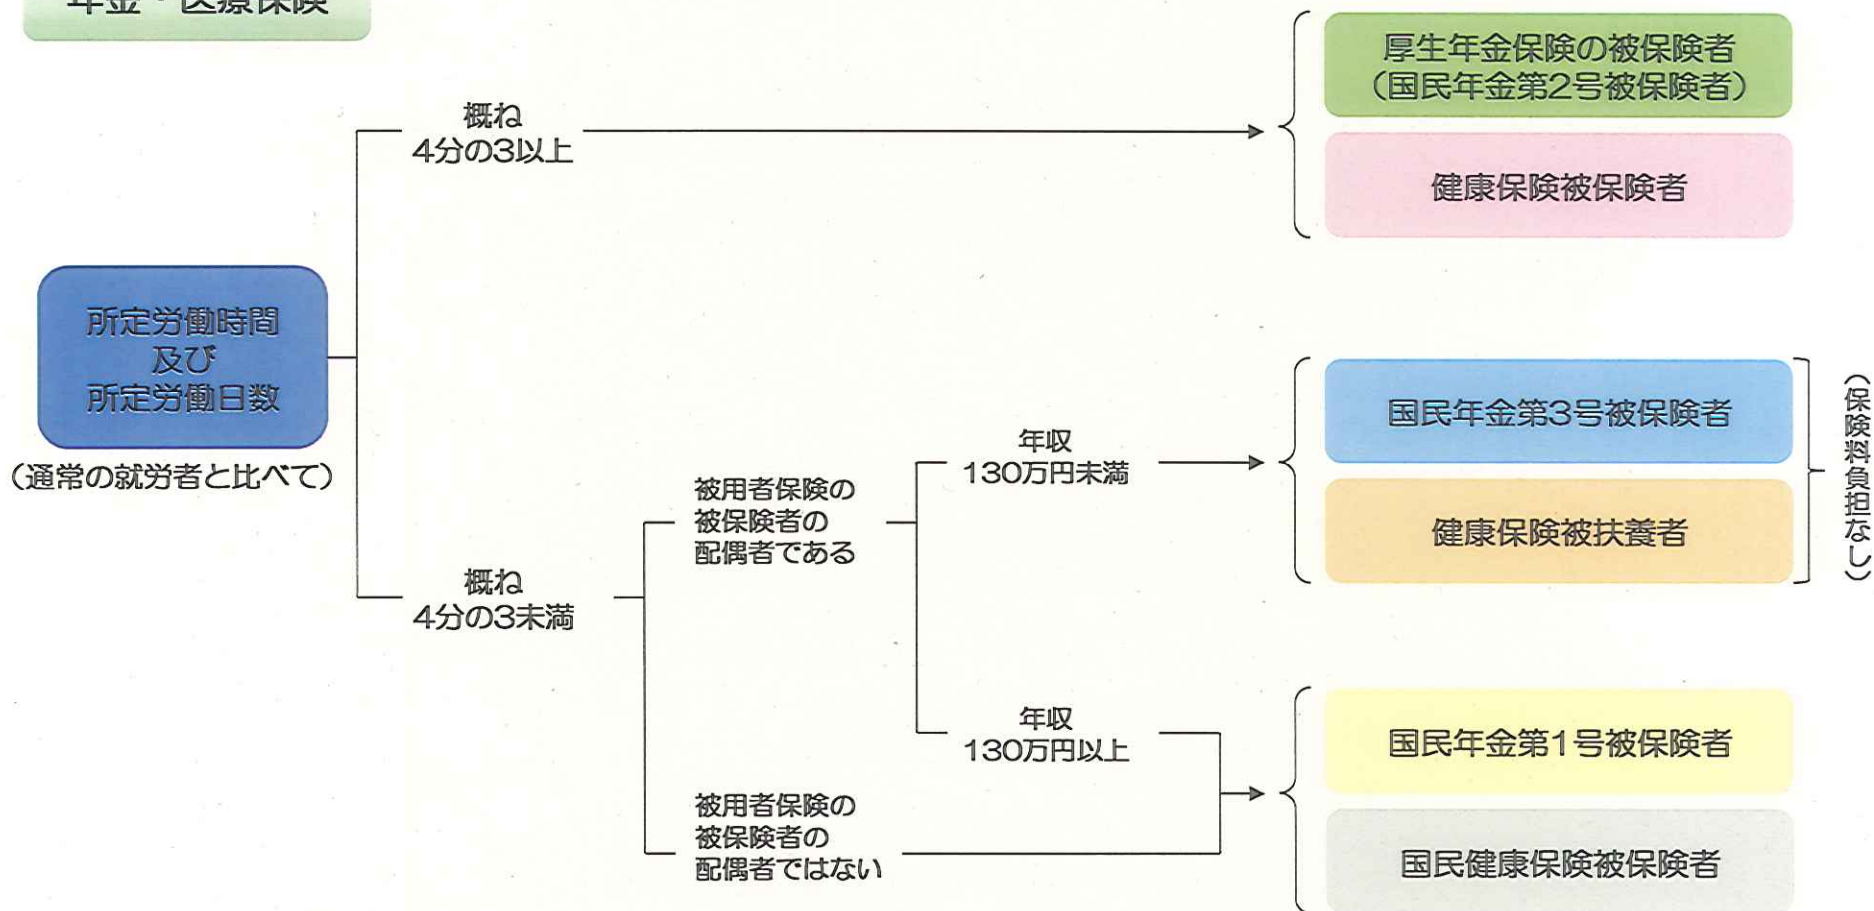 年金・医療保険
厚生年金保険の被保険者
(国民年金第2号被保険者)
概ね
4分の3以上
健康保険被保険者
所定労働時間
及び
所定労働日数
(通常の就労者と比べて)
国民年金第3号被保険者
(保険料負担なし)
年収
130万円未満
被用者保険の
被保険者の
配偶者である
健康保険被扶養者
概ね
4分の3未満
年収
130万円以上
国民年金第1号被保険者
被用者保険の
被保険者の
配偶者ではない
国民健康保険被保険者